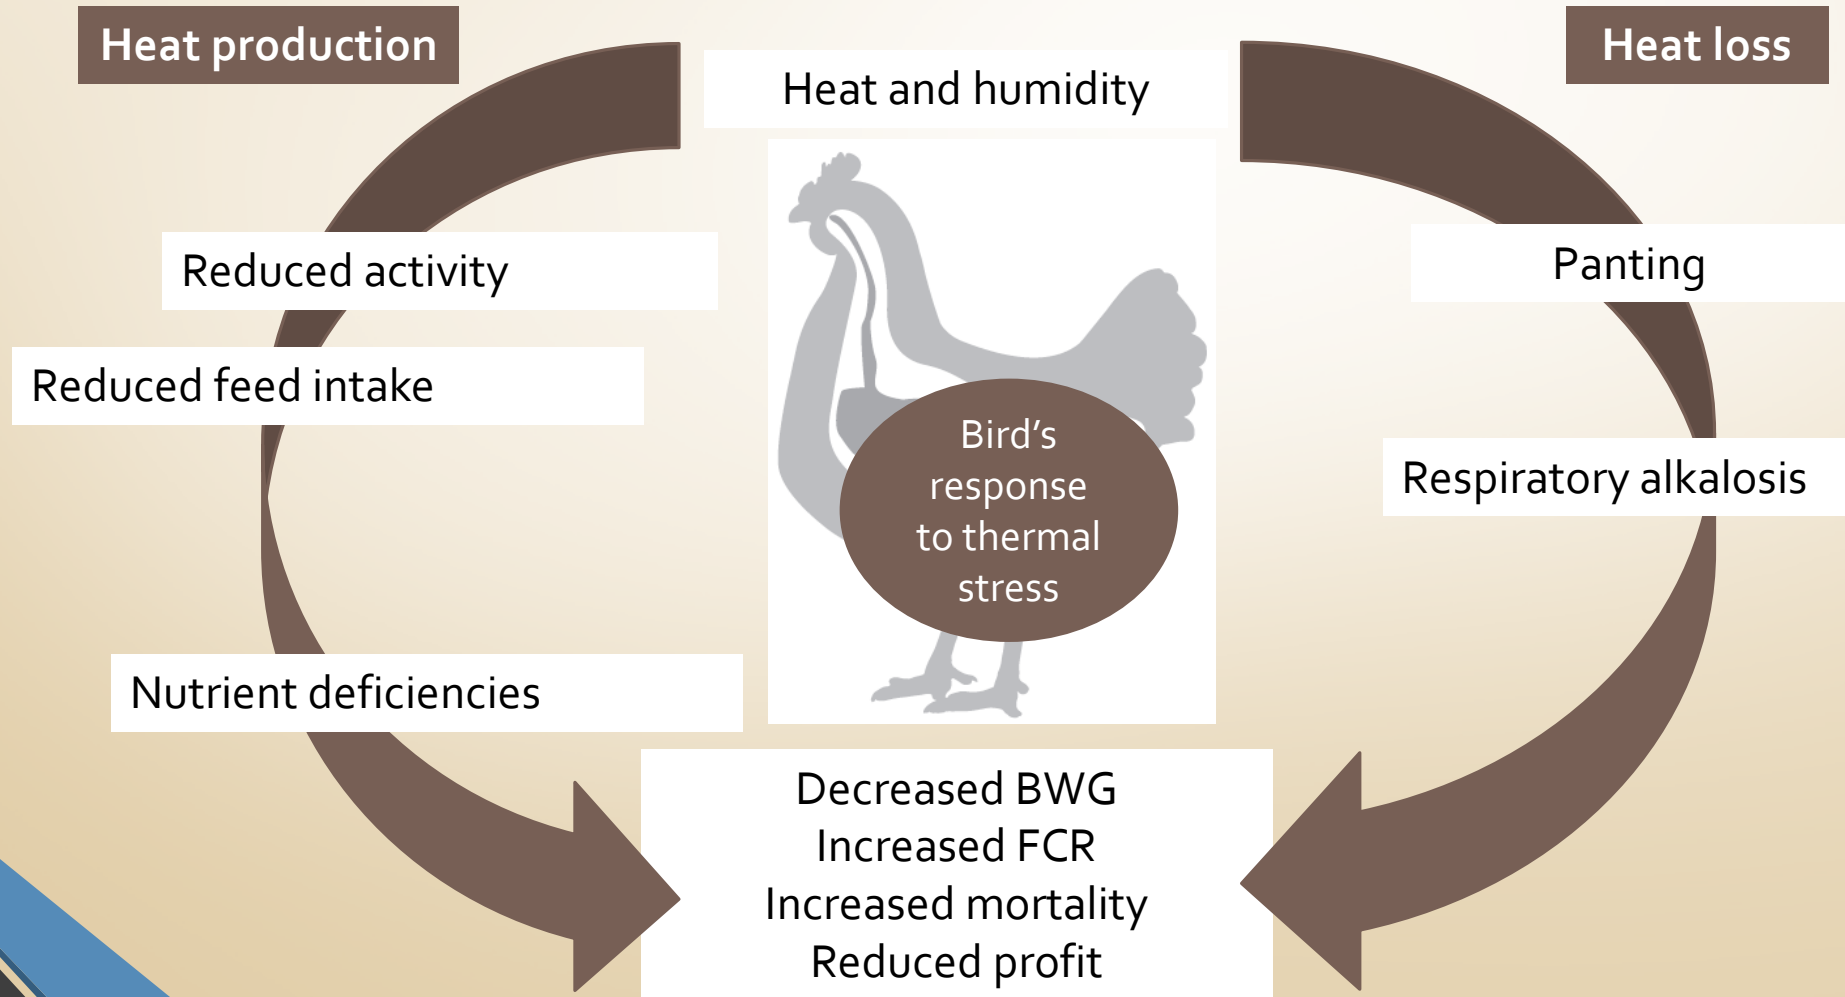 Heat production
Heat loss
Heat and humidity
Reduced activity
Panting
Reduced feed intake
Bird’s
response
to thermal
stress
Respiratory alkalosis
Nutrient deficiencies
Decreased BWG
Increased FCR
Increased mortality
Reduced profit